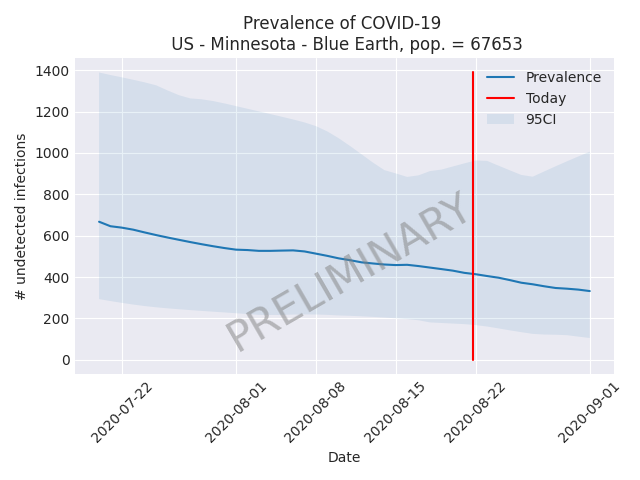 Prevalence of COVID-19
US - Minnesota - Blue Earth, pop. = 67653
1400
1200
1000
800
600
400
200
0
# undetected infections
Prevalence
Today
95CI
PRELIMINARY
2020-07-22
2020-08-01
2020-08-08
2020-08-15
2020-08-22
2020-09-01
Date